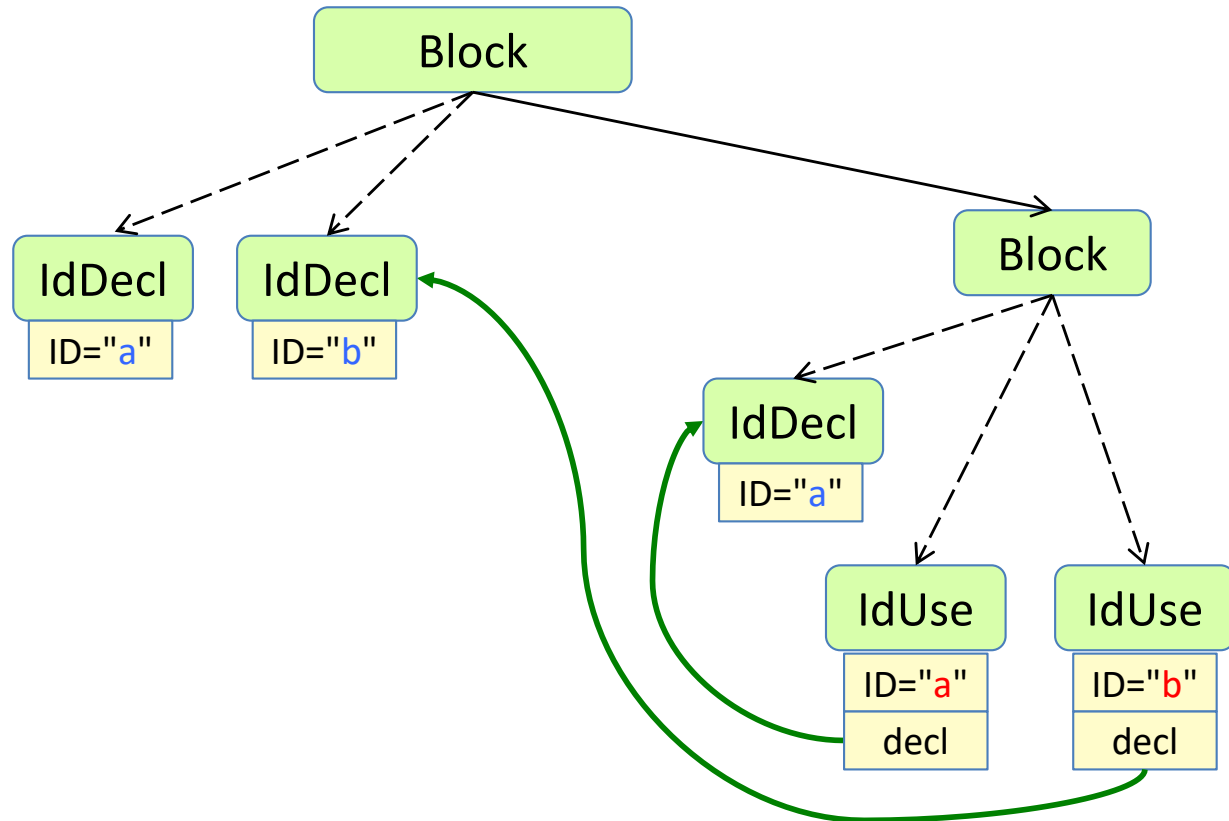 Block
IdDecl
ID="a"
IdDecl
ID="b"
Block
IdDecl
ID="a"
IdUse
ID="a"
decl
IdUse
ID="b"
decl